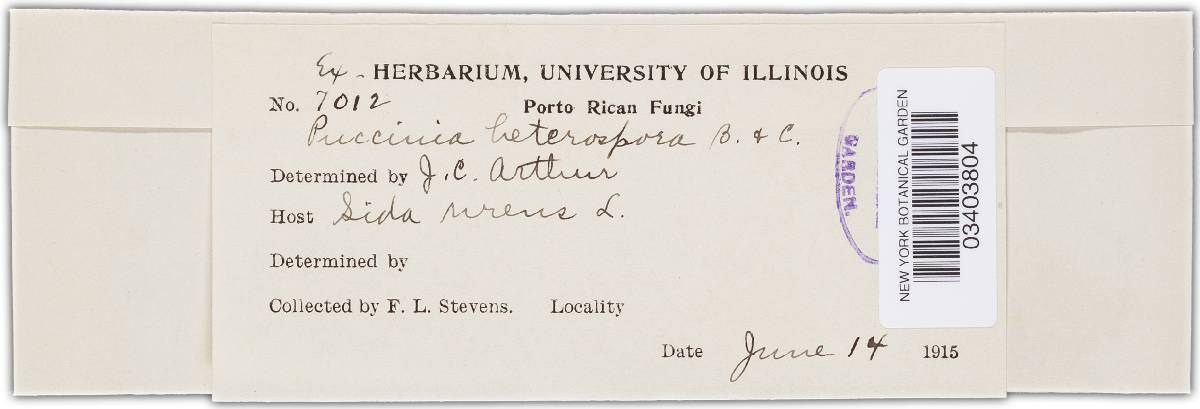 Ex - HERBARIUM, UNIVERSITY OF ILLINOIS
No. 7012 Porto Rican Fungi
Puccinia heterospora B. & C.
Determined by J. C. Arthur
Host Sida urens L.
Determined by
Collected by F. L. Stevens. Locality
Date June 14 1915
GARDEN.
NEW YORK BOTANICAL GARDEN
03403804